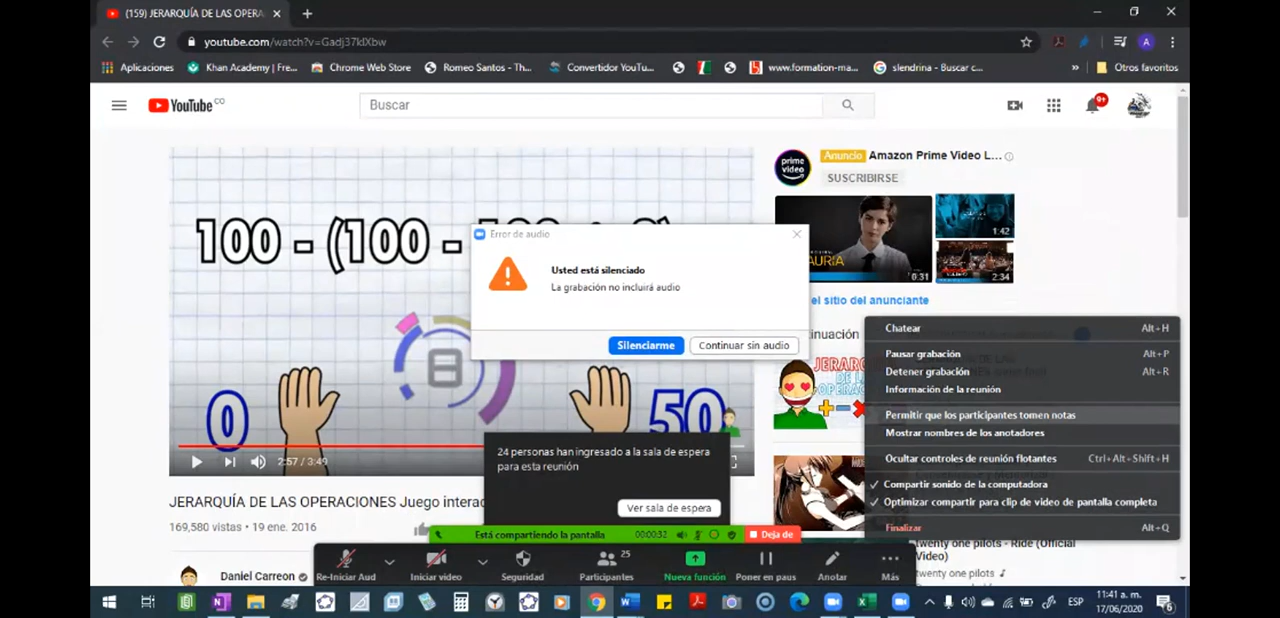 (159) JERARQUÍA DE LAS OPERA
youtube.com/watch?v=Gadj37ldXbw
Aplicaciones
Khan Academy | Fre...
Chrome Web Store
Romeo Santos - Th...
Convertidor YouTu...
www.formation-ma...
slendrina - Buscar c...
»
Otros favoritos
YouTube CO
Buscar
9+
100 - (100 -
0
50
prime video
Anuncio Amazon Prime Video L...
SUSCRIBIRSE
1:42
AURIA
0:31
2:34
el sitio del anunciante
Error de audio
Usted está silenciado
La grabación no incluirá audio
Silenciarme
Continuar sin audio
Chatear Alt+H
Pausar grabación Alt+P
Detener grabación Alt+R
Información de la reunión
Permitir que los participantes tomen notas
Mostrar nombres de los anotadores
Ocultar controles de reunión flotantes Ctrl+Alt+Shift+H
Compartir sonido de la computadora
Optimizar compartir para clip de video de pantalla completa
Finalizar Alt+Q
2:57 / 3:49
24 personas han ingresado a la sala de espera
para esta reunión
Ver sala de espera
JERARQUÍA DE LAS OPERACIONES Juego intera
169,580 vistas • 19 ene. 2016
Está compartiendo la pantalla
00:00:32
Deja de
Daniel Carreon
twenty one pilots - Ride (Official
Video)
twenty one pilots
Re-Iniciar Aud
Iniciar video
Seguridad
Participantes
25
Nueva función
Poner en paus
Anotar
Más
ESP
11:41 a. m.
17/06/2020
6